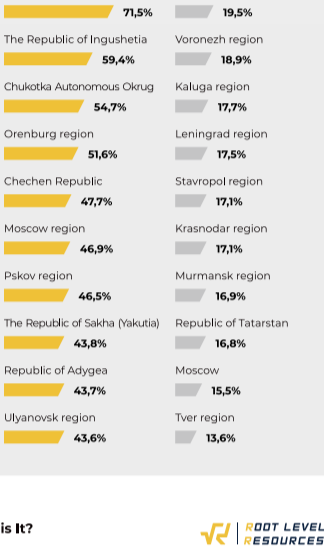 71,5%
19,5%
The Republic of Ingushetia
59,4%
Voronezh region
18,9%
Chukotka Autonomous Okrug
54,7%
Kaluga region
17,7%
Orenburg region
51,6%
Leningrad region
17,5%
Chechen Republic
47,7%
Stavropol region
17,1%
Moscow region
46,9%
Krasnodar region
17,1%
Pskov region
46,5%
Murmansk region
16,9%
The Republic of Sakha (Yakutia)
43,8%
Republic of Tatarstan
16,8%
Republic of Adygea
43,7%
Moscow
15,5%
Ulyanovsk region
43,6%
Tver region
13,6%
is It?
ROOT LEVEL
RESOURCES